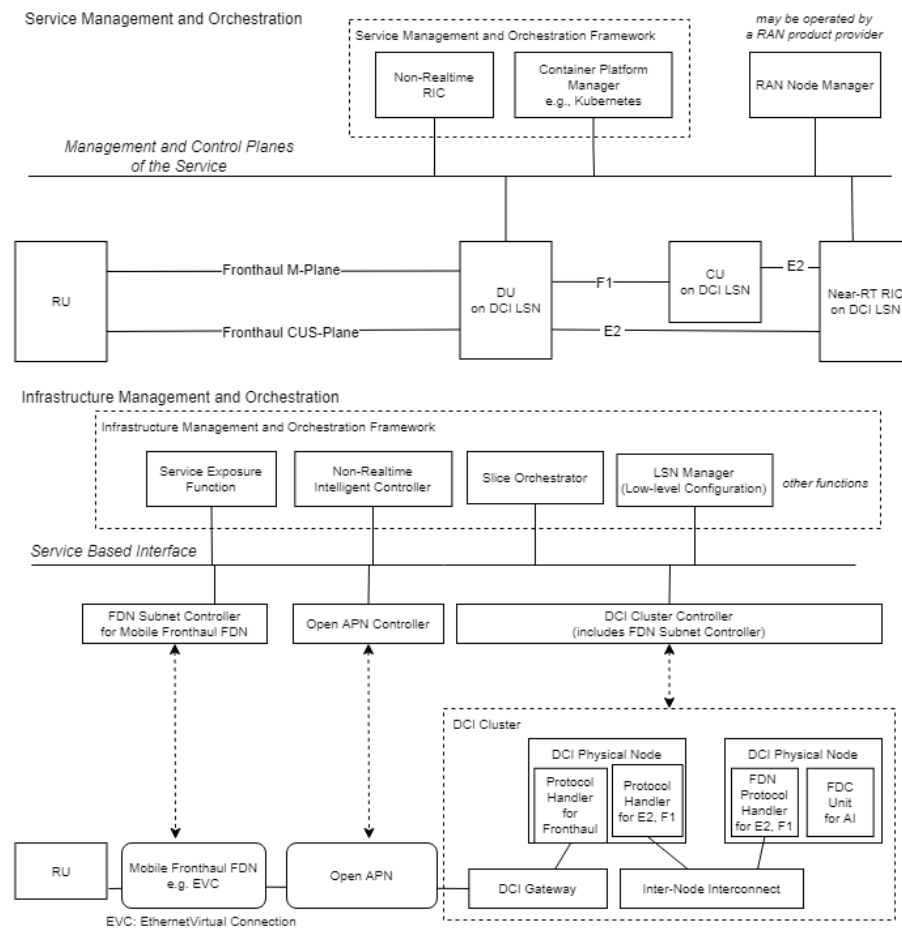 Service Management and Orchestration
may be operated by
a RAN product provider
Service Management and Orchestration Framework
Non-Realtime
RIC
Container Platform
Manager
e.g., Kubernetes
RAN Node Manager
Management and Control Planes
of the Service
RU
Fronthaul M-Plane
Fronthaul CUS-Plane
DU
on DCI LSN
F1
E2
CU
on DCI LSN
E2
Near-RT RIC
on DCI LSN
Infrastructure Management and Orchestration
Infrastructure Management and Orchestration Framework
Service Exposure
Function
Non-Realtime
Intelligent Controller
Slice Orchestrator
LSN Manager
(Low-level Configuration)
other functions
Service Based Interface
FDN Subnet Controller
for Mobile Fronthaul FDN
Open APN Controller
DCI Cluster Controller
(includes FDN Subnet Controller)
DCI Cluster
DCI Physical Node
Protocol
Handler
for
Fronthaul
Protocol
Handler
for E2, F1
DCI Physical Node
FDN
Protocol
Handler
for E2, F1
FDC
Unit
for AI
RU
Mobile Fronthaul FDN
e.g. EVC
Open APN
DCI Gateway
Inter-Node Interconnect
EVC: EthernetVirtual Connection